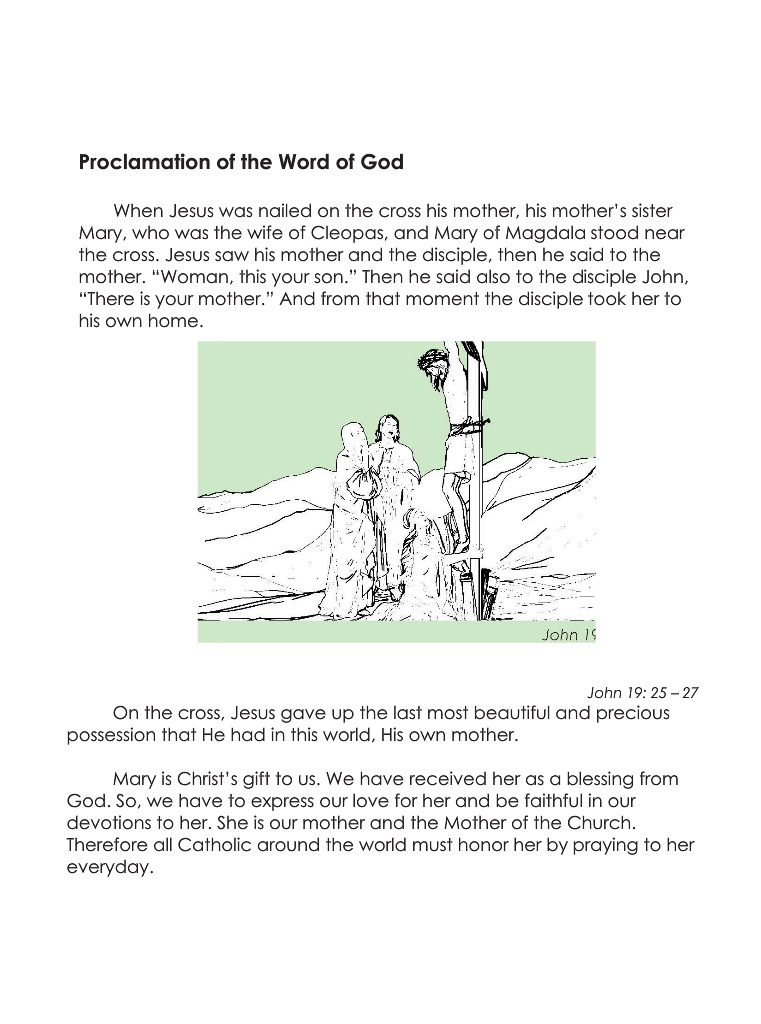 Proclamation of the Word of God
When Jesus was nailed on the cross his mother, his mother's sister
Mary, who was the wife of Cleopas, and Mary of Magdala stood near
the cross. Jesus saw his mother and the disciple, then he said to the
mother. “Woman, this your son.” Then he said also to the disciple John,
“There is your mother.” And from that moment the disciple took her to
his own home.
John 19
John 19: 25 – 27
On the cross, Jesus gave up the last most beautiful and precious
possession that He had in this world, His own mother.
Mary is Christ's gift to us. We have received her as a blessing from
God. So, we have to express our love for her and be faithful in our
devotions to her. She is our mother and the Mother of the Church.
Therefore all Catholic around the world must honor her by praying to her
everyday.